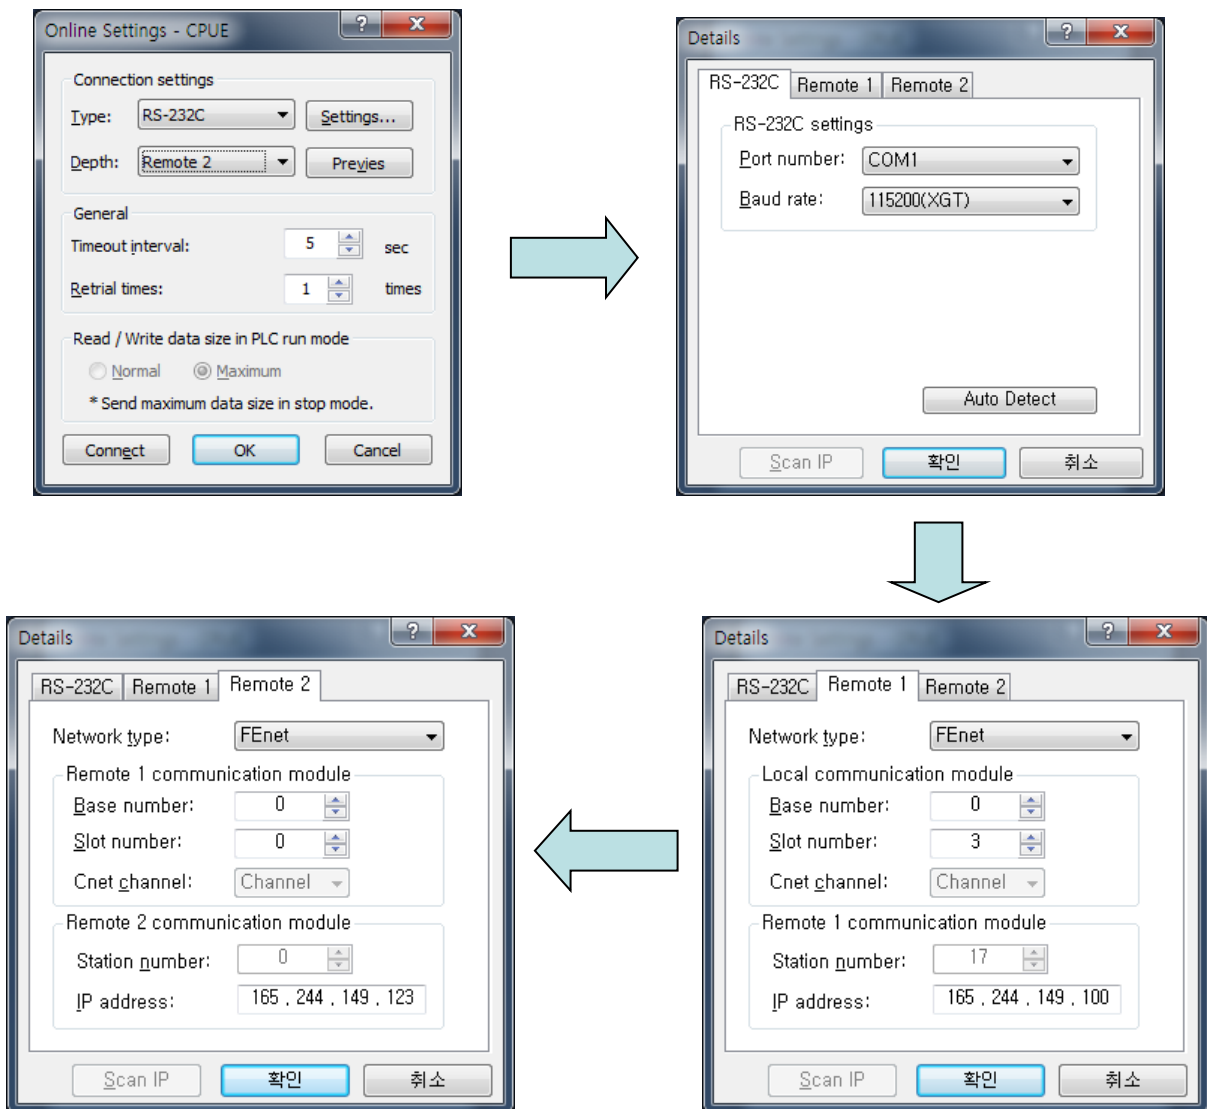 Online Settings - CPUE
?
x
Connection settings
Type: RS-232C Settings...
Depth: Remote 2 Prevjes
General
Timeout interval: 5 sec
Retrial times: 1 times
Read / Write data size in PLC run mode
Normal Maximum
* Send maximum data size in stop mode.
Connect OK Cancel
Details
?
x
RS-232C Remote 1 Remote 2
RS-232C settings
Port number: COM1
Baud rate: 115200(XGT)
Auto Detect
Scan IP 확인 취소
Details
?
x
RS-232C Remote 1 Remote 2
Network type: FEnet
Local communication module
Base number: 0
Slot number: 3
Cnet channel: Channel
Remote 1 communication module
Station number: 17
IP address: 165 . 244 . 149 . 100
Scan IP 확인 취소
Details
?
x
RS-232C Remote 1 Remote 2
Network type: FEnet
Remote 1 communication module
Base number: 0
Slot number: 0
Cnet channel: Channel
Remote 2 communication module
Station number: 0
IP address: 165 . 244 . 149 . 123
Scan IP 확인 취소